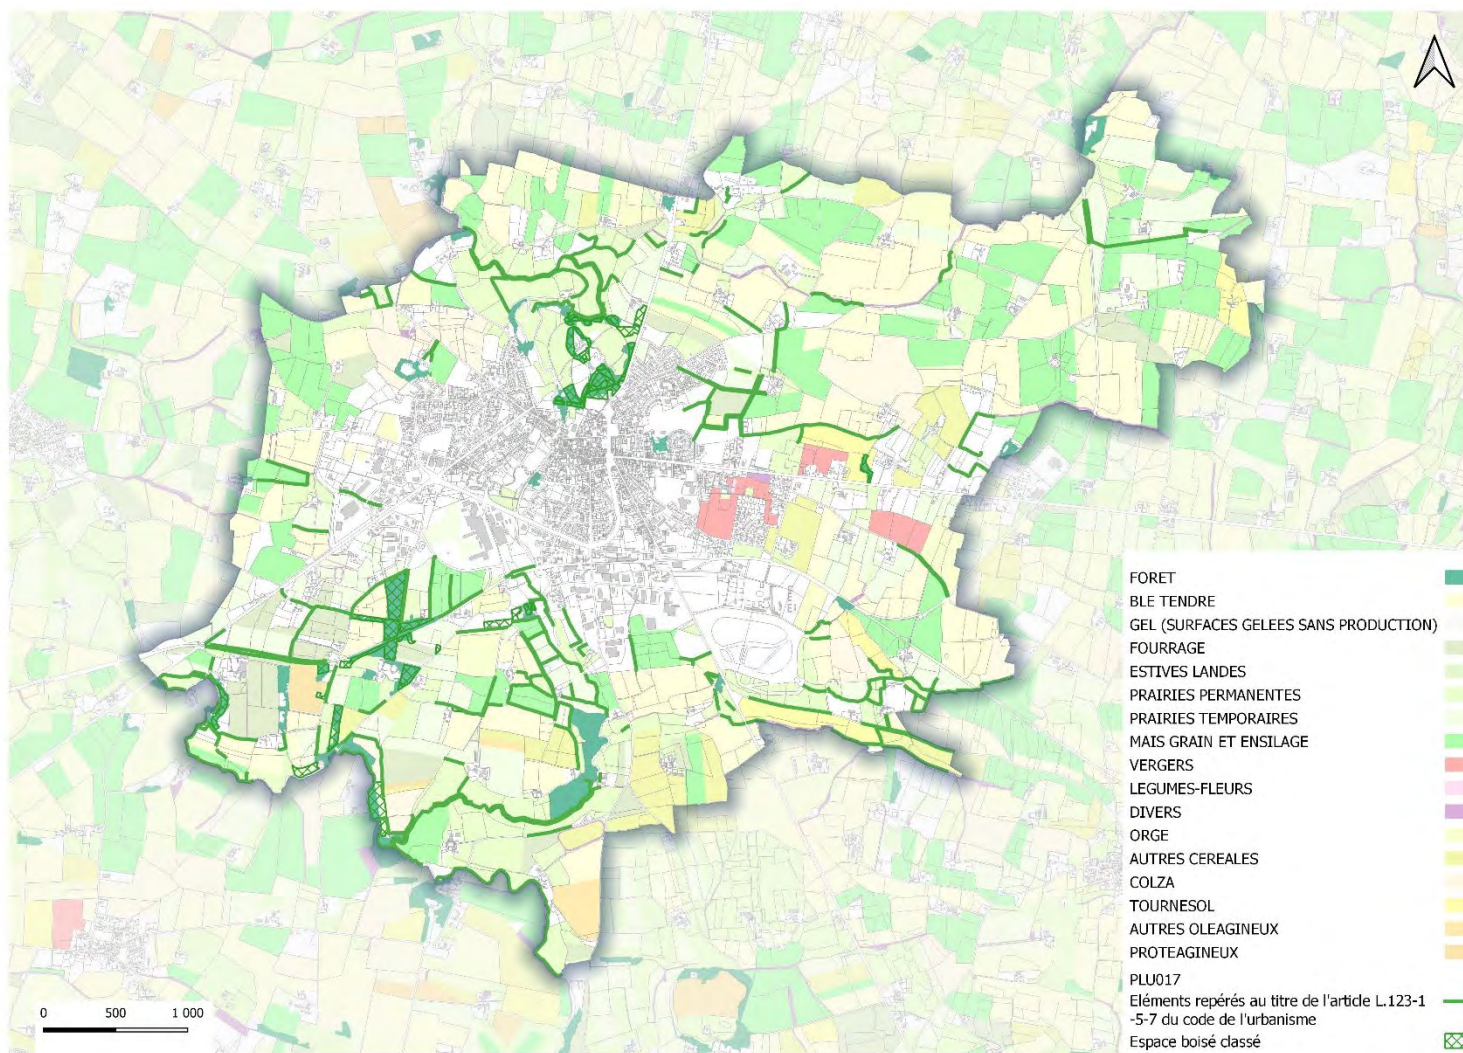 FORET
BLE TENDRE
GEL (SURFACES GELEES SANS PRODUCTION)
FOURRAGE
ESTIVES LANDES
PRAIRIES PERMANENTES
PRAIRIES TEMPORAIRES
MAIS GRAIN ET ENSILAGE
VERGERS
LEGUMES-FLEURS
DIVERS
ORGE
AUTRES CEREALES
COLZA
TOURNESOL
AUTRES OLEAGINEUX
PROTEAGINEUX
PLU017
Eléments repérés au titre de l'article L.123-1
-5-7 du code de l'urbanisme
Espace boisé classé
0 500 1 000